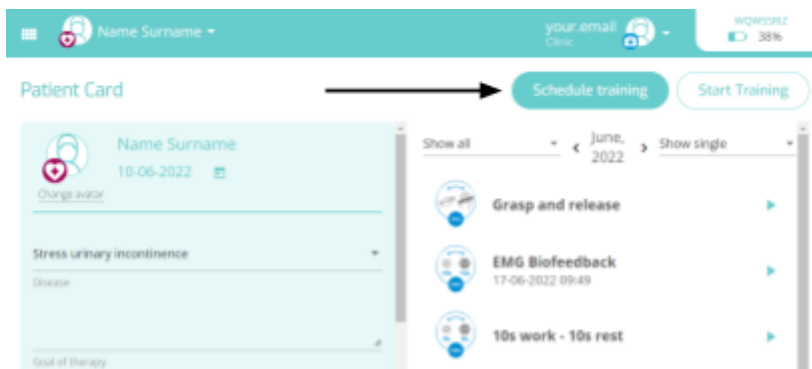 Name Surname
your.email
Clinic
WQWSSRIZ
38%
Patient Card
Schedule training
Start Training
Name Surname
10-06-2022
Change avatar
Stress urinary incontinence
Disease
Goal of therapy
Show all
June,
2022
Show single
Grasp and release
EMG Biofeedback
17-06-2022 09:49
10s work - 10s rest